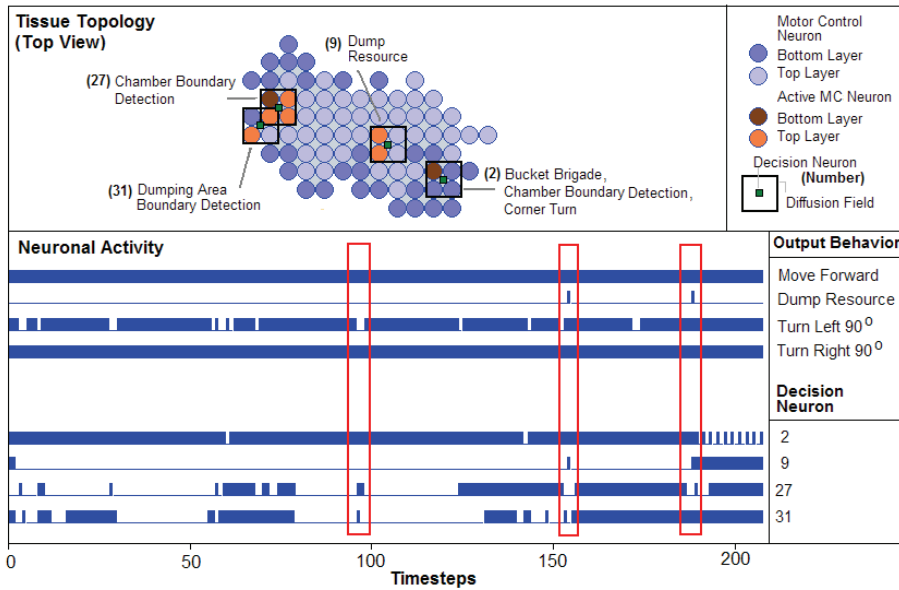 Tissue Topology
(Top View)
(9) Dump
Resource
(27) Chamber Boundary
Detection
(31) Dumping Area
Boundary Detection
(2) Bucket Brigade,
Chamber Boundary Detection,
Corner Turn
Motor Control
Neuron
Bottom Layer
Top Layer
Active MC Neuron
Bottom Layer
Top Layer
Decision Neuron
(Number)
Diffusion Field
Neuronal Activity
Output Behavior
Move Forward
Dump Resource
Turn Left 90°
Turn Right 90°
Decision
Neuron
2
9
27
31
0 50 100 150 200
Timesteps